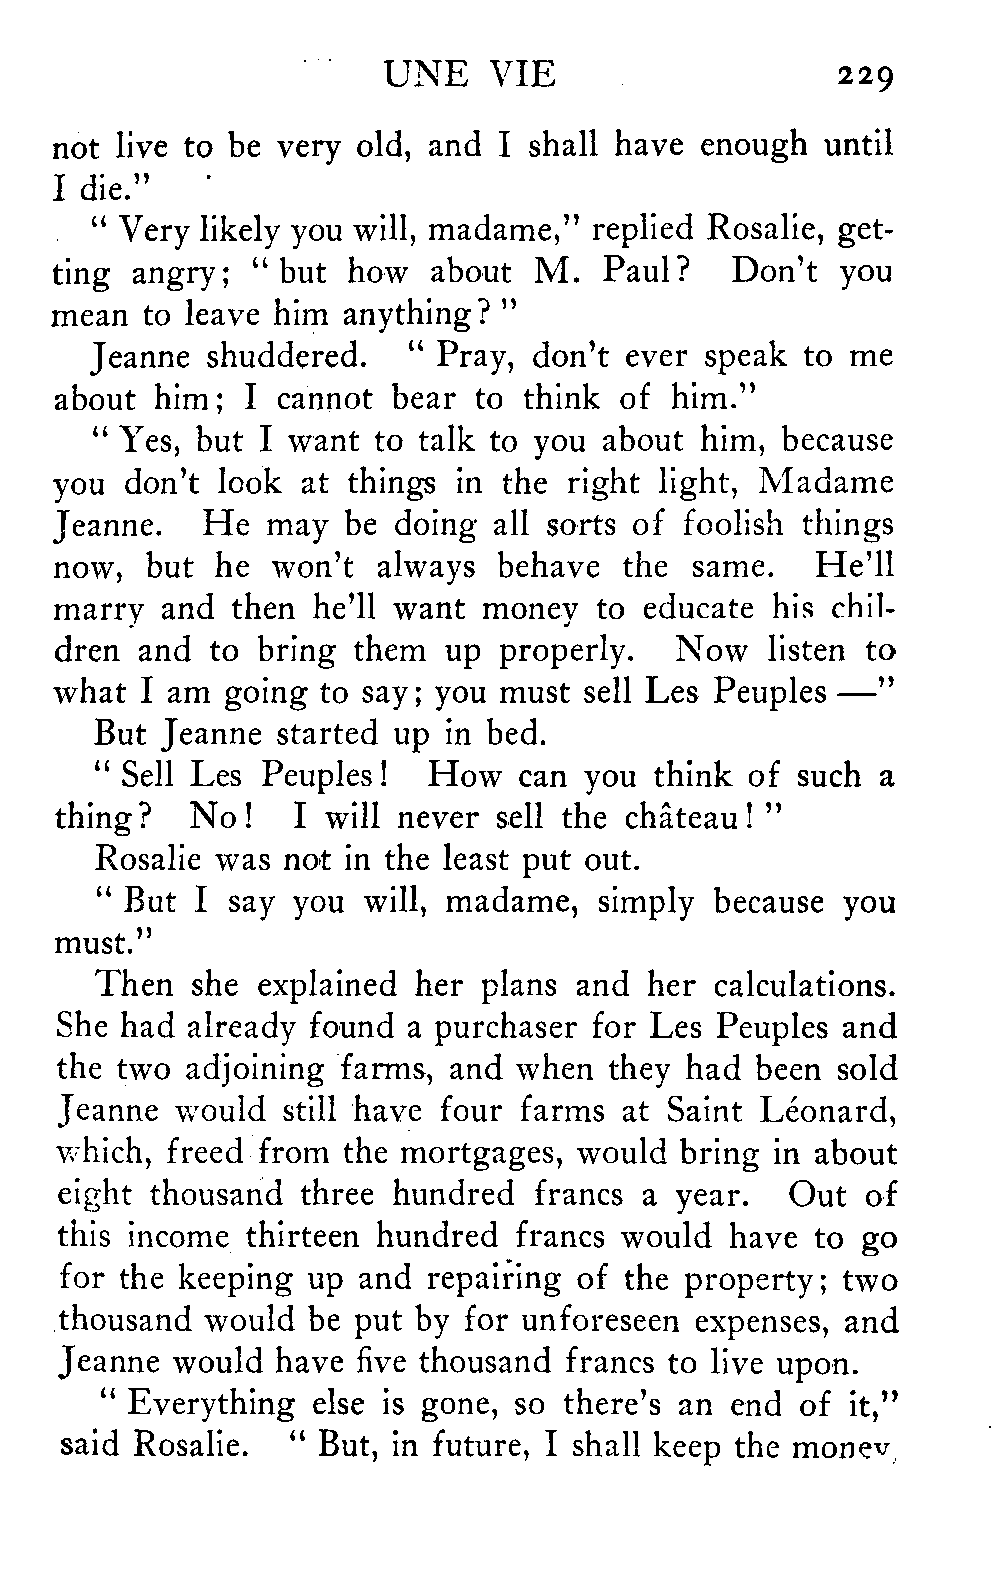 UNE VIE 229
not live to be very old, and I shall have enough until
I die."
" Very likely you will, madame," replied Rosalie, get-
ting angry; " but how about M. Paul? Don't you
mean to leave him anything? "
Jeanne shuddered. " Pray, don't ever speak to me
about him; I cannot bear to think of him."
" Yes, but I want to talk to you about him, because
you don't look at things in the right light, Madame
Jeanne. He may be doing all sorts of foolish things
now, but he won't always behave the same. He'll
marry and then he'll want money to educate his chil-
dren and to bring them up properly. Now listen to
what I am going to say; you must sell Les Peuples —"
But Jeanne started up in bed.
" Sell Les Peuples! How can you think of such a
thing? No! I will never sell the château! "
Rosalie was not in the least put out.
" But I say you will, madame, simply because you
must."
Then she explained her plans and her calculations.
She had already found a purchaser for Les Peuples and
the two adjoining farms, and when they had been sold
Jeanne would still have four farms at Saint Léonard,
which, freed from the mortgages, would bring in about
eight thousand three hundred francs a year. Out of
this income thirteen hundred francs would have to go
for the keeping up and repairing of the property; two
thousand would be put by for unforeseen expenses, and
Jeanne would have five thousand francs to live upon.
" Everything else is gone, so there's an end of it,"
said Rosalie. " But, in future, I shall keep the money